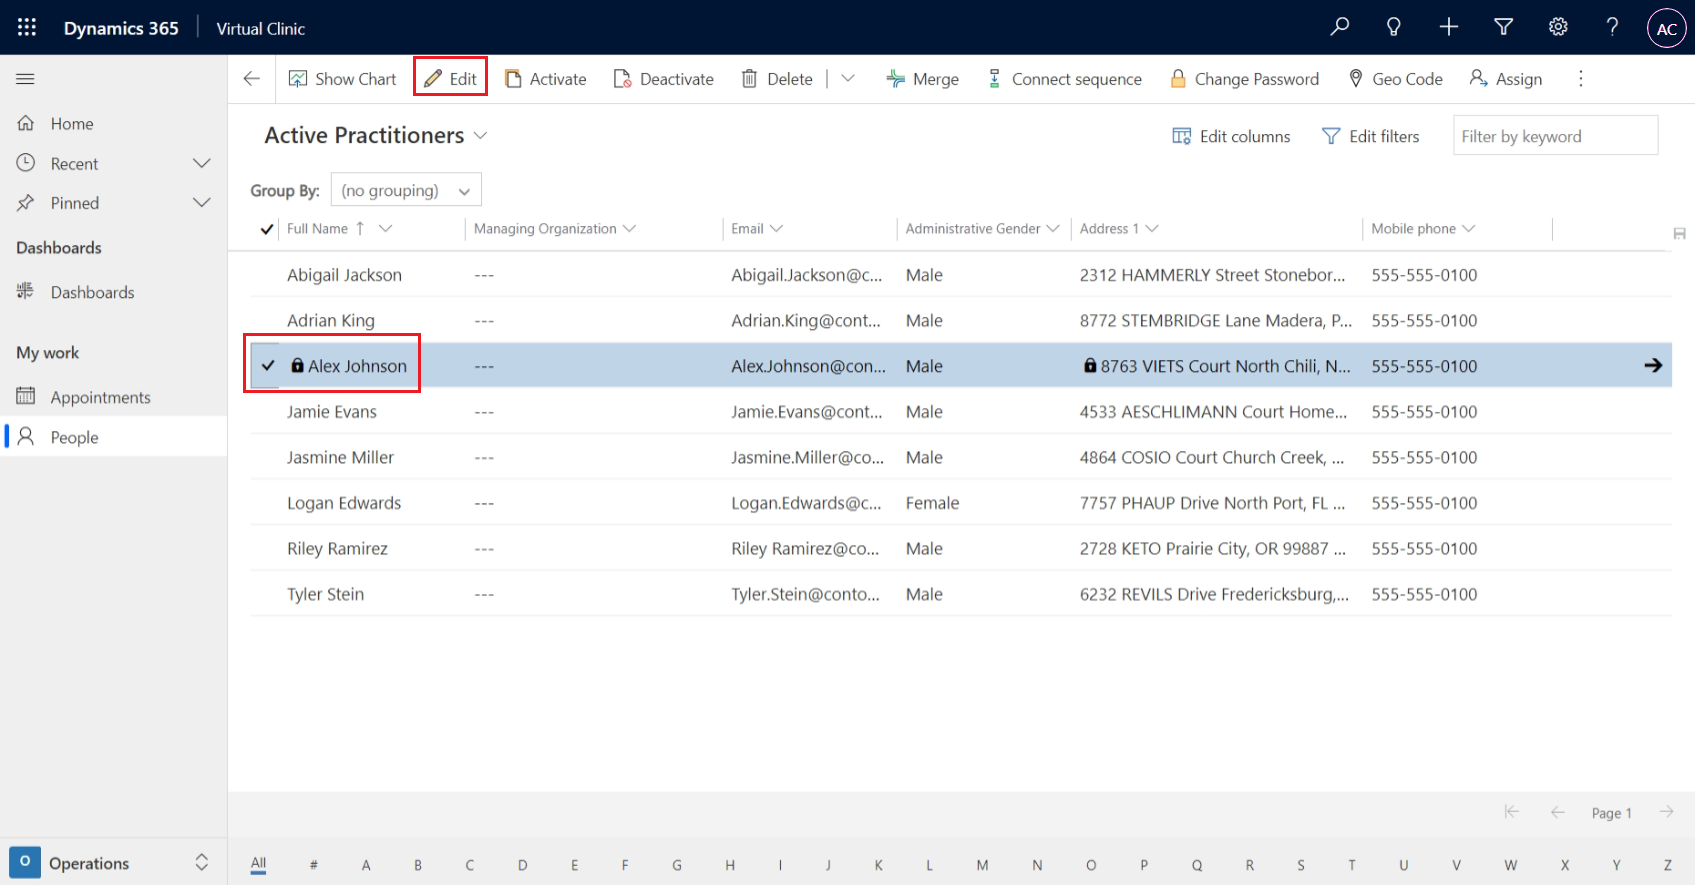 Dynamics 365 Virtual Clinic AC
Show Chart Edit Activate Deactivate Delete Merge Connect sequence Change Password Geo Code Assign
Home
Recent
Pinned
Dashboards
Dashboards
My work
Appointments
People
Active Practitioners Edit columns Edit filters Filter by keyword
Group By: (no grouping)
Full Name Managing Organization Email Administrative Gender Address 1 Mobile phone
Abigail Jackson --- Abigail.Jackson@c... Male 2312 HAMMERLY Street Stonebor... 555-555-0100
Adrian King --- Adrian.King@cont... Male 8772 STEMBRIDGE Lane Madera, P... 555-555-0100
Alex Johnson --- Alex.Johnson@con... Male 8763 VIETS Court North Chili, N... 555-555-0100
Jamie Evans --- Jamie.Evans@cont... Male 4533 AESCHLIMANN Court Home... 555-555-0100
Jasmine Miller --- Jasmine.Miller@co... Male 4864 COSIO Court Church Creek, ... 555-555-0100
Logan Edwards --- Logan.Edwards@c... Female 7757 PHAUP Drive North Port, FL ... 555-555-0100
Riley Ramirez --- Riley Ramirez@co... Male 2728 KETO Prairie City, OR 99887 ... 555-555-0100
Tyler Stein --- Tyler.Stein@conto... Male 6232 REVILS Drive Fredericksburg,... 555-555-0100
Page 1
O Operations
All # A B C D E F G H I J K L M N O P Q R S T U V W X Y Z